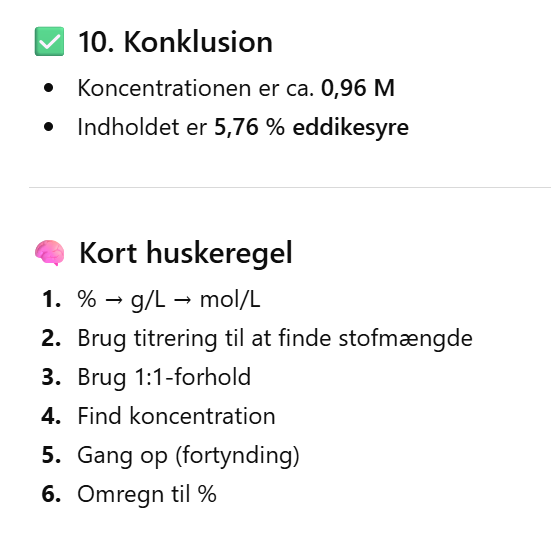 ✅ 10. Konklusion
• Koncentrationen er ca. 0,96 M
• Indholdet er 5,76 % eddikesyre
🧠 Kort huskeregel
1. % → g/L → mol/L
2. Brug titrering til at finde stofmængde
3. Brug 1:1-forhold
4. Find koncentration
5. Gang op (fortynding)
6. Omregn til %